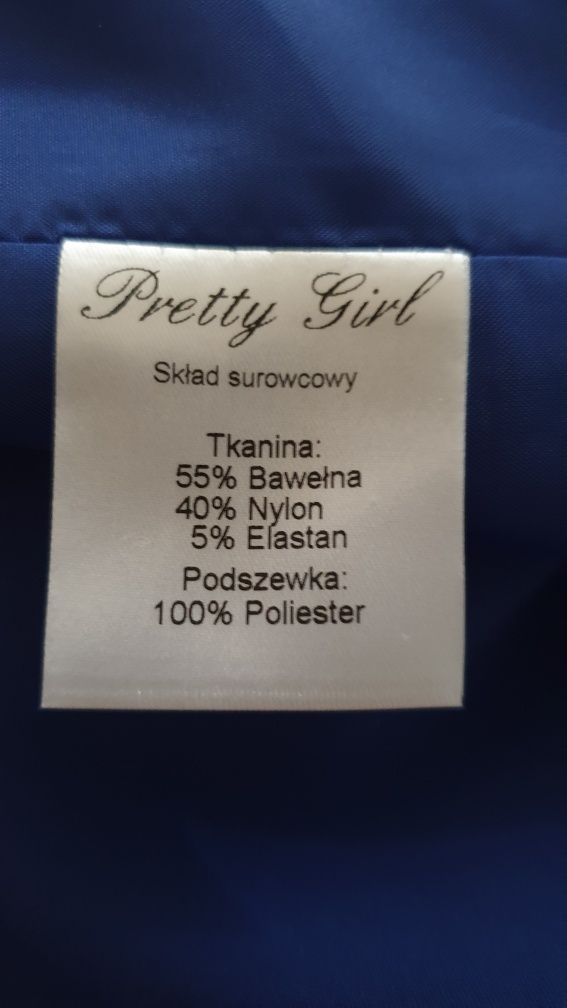 Pretty Girl
Skład surowcowy
Tkanina:
55% Bawełna
40% Nylon
5% Elastan
Podszewka:
100% Poliester